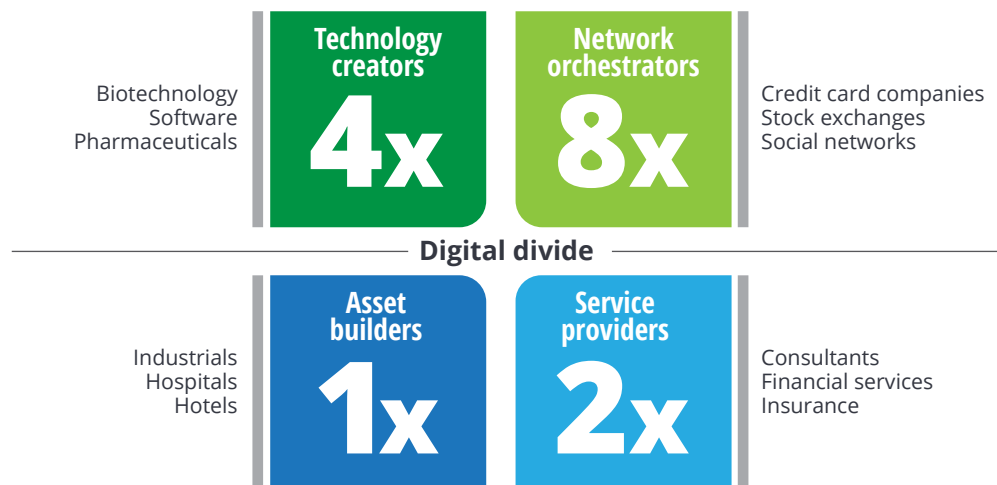 Technology
creators
4x
Biotechnology
Software
Pharmaceuticals
Network
orchestrators
8x
Credit card companies
Stock exchanges
Social networks
Digital divide
Asset
builders
1x
Industrials
Hospitals
Hotels
Service
providers
2x
Consultants
Financial services
Insurance